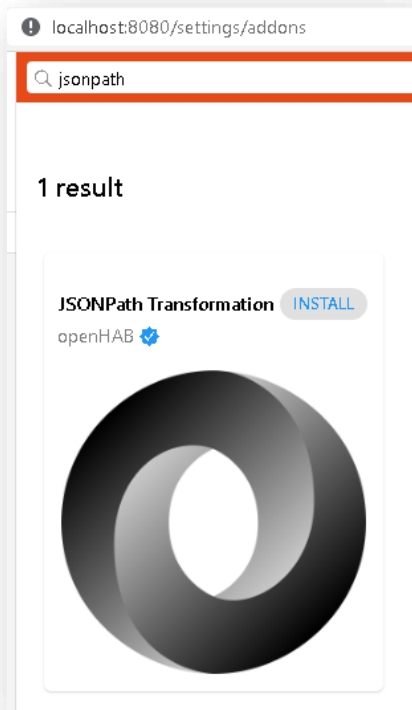 localhost:8080/settings/addons
jsonpath
1 result
JSONPath Transformation INSTALL
openHAB